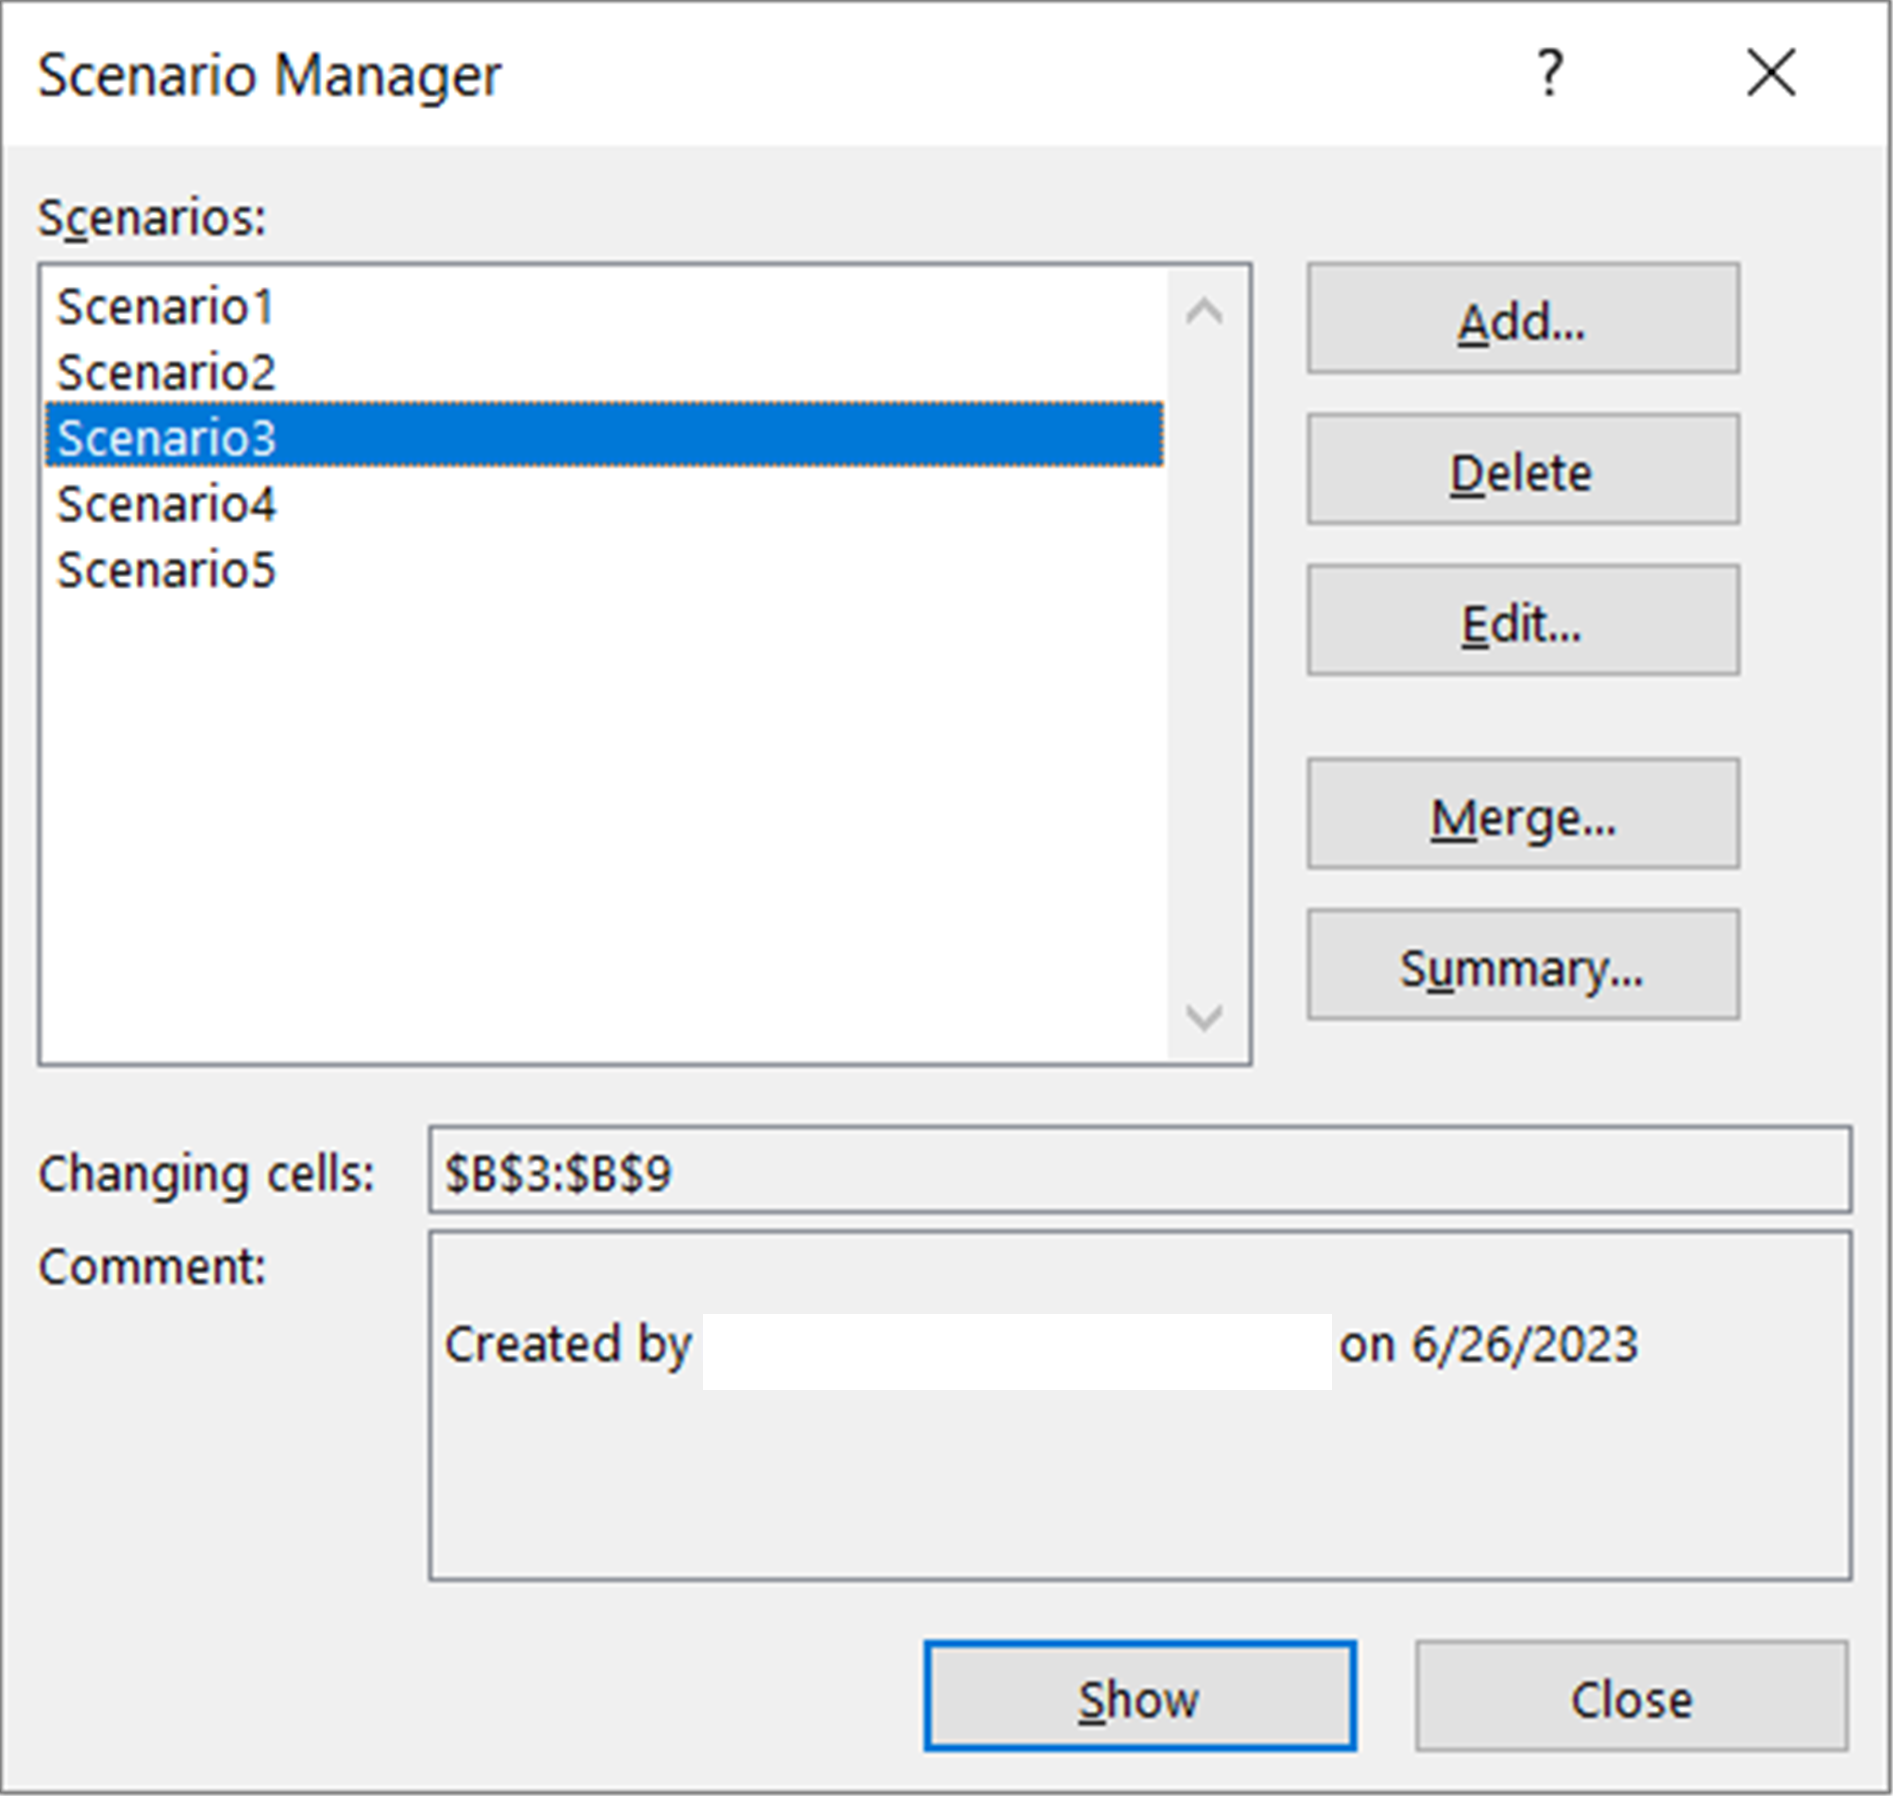 Scenario Manager
?
Scenarios:
Scenario1
Scenario2
Scenario3
Scenario4
Scenario5
Add...
Delete
Edit...
Merge...
Summary...
Changing cells: $B$3:$B$9
Comment:
Created by on 6/26/2023
Show
Close